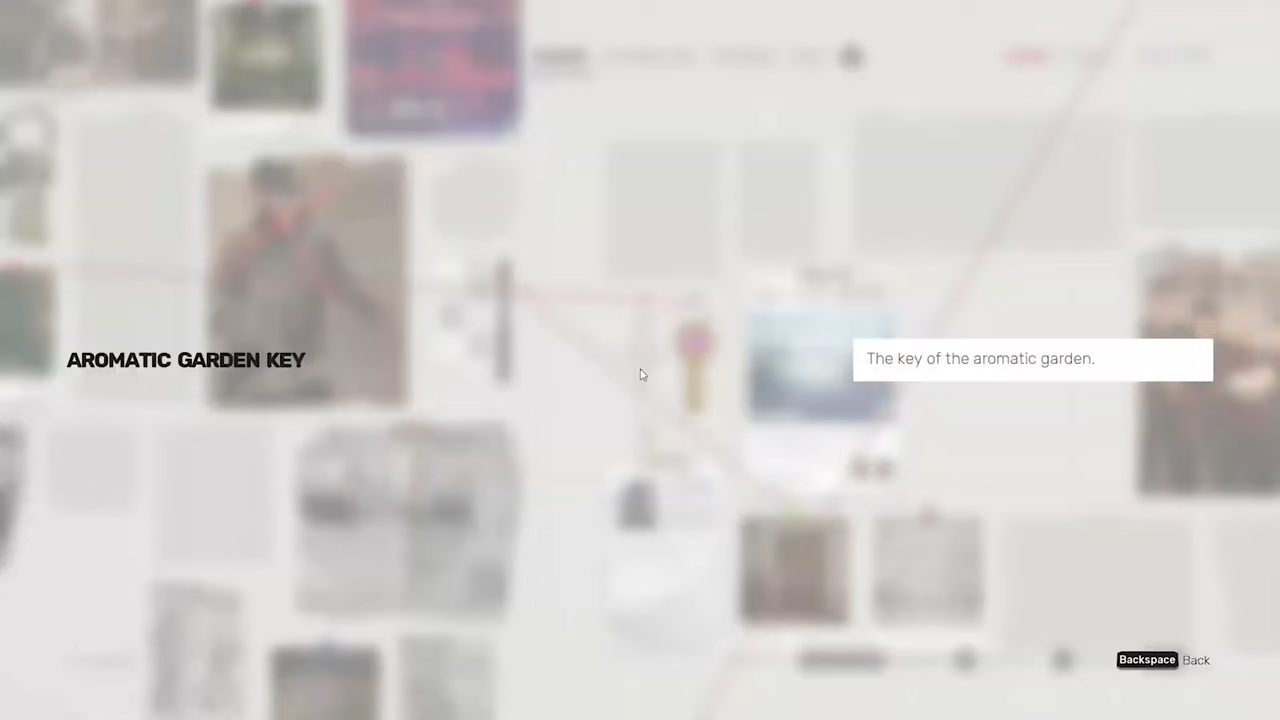 AROMATIC GARDEN KEY
The key of the aromatic garden.
Backspace Back